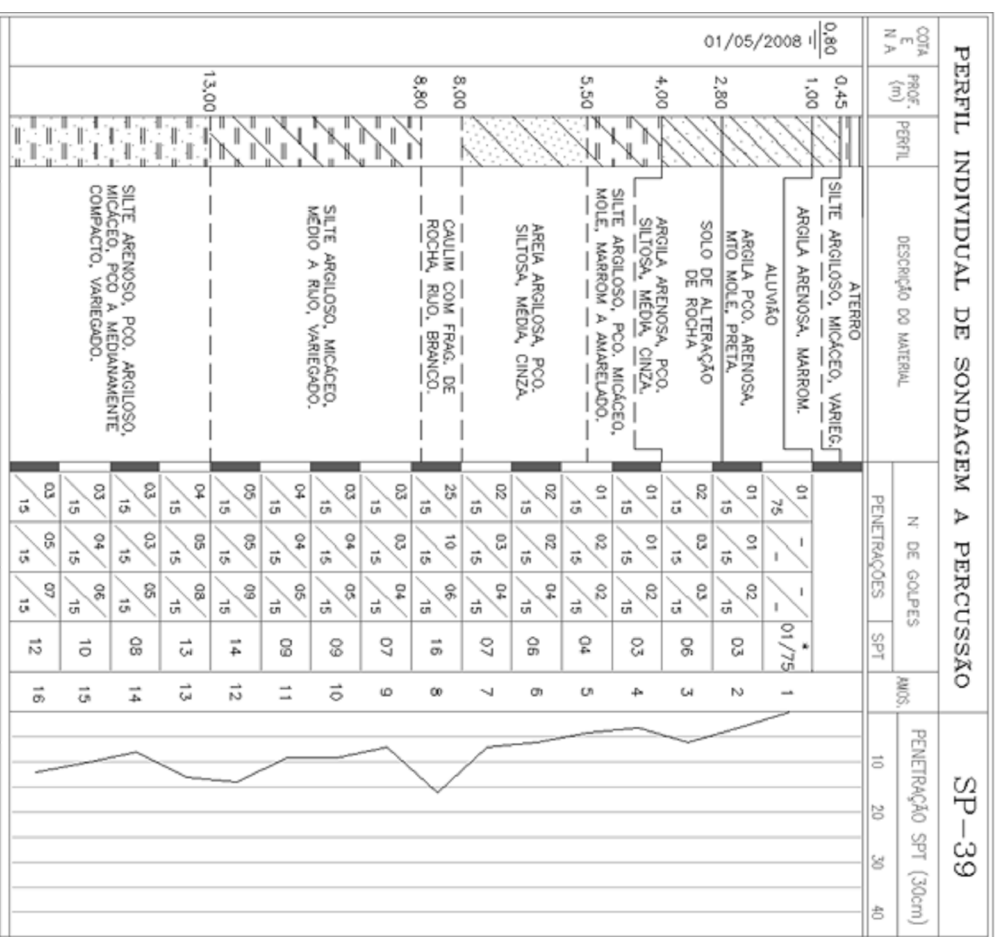 PERFIL INDIVIDUAL DE SONDAGEM A PERCUSSÃO SP-39
COTA E N A
PROF. (m)
PERFIL
DESCRIÇÃO DO MATERIAL
N° DE GOLPES
PENETRAÇÕES SPT
AMOS.
PENETRAÇÃO SPT (30cm)
10 20 30 40
0,80
01/05/2008
0,45
1,00
2,80
4,00
5,50
8,00
8,80
13,00
ATERRO
SILTE ARGILOSO, MICÁCEO, VARIEG.
ARGILA ARENOSA, MARROM.
ALUVIÃO
ARGILA PCO. ARENOSA,
MTO MOLE, PRETA.
SOLO DE ALTERAÇÃO
DE ROCHA
ARGILA ARENOSA, PCO.
SILTOSA, MÉDIA, CINZA.
SILTE ARGILOSO, PCO. MICÁCEO,
MOLE, MARROM A AMARELADO.
AREIA ARGILOSA, PCO.
SILTOSA, MÉDIA, CINZA.
CAULIM COM FRAG. DE
ROCHA, RIJO, BRANCO.
SILTE ARGILOSO, MICÁCEO,
MÉDIO A RIJO, VARIEGADO.
SILTE ARENOSO, PCO. ARGILOSO,
MICÁCEO, PCO A MEDIANAMENTE
COMPACTO, VARIEGADO.
01/75 -/- -/- *01/75 1
01/15 01/15 02/15 03 2
02/15 03/15 03/15 06 3
01/15 01/15 02/15 03 4
01/15 02/15 02/15 04 5
02/15 02/15 04/15 06 6
02/15 03/15 04/15 07 7
25/15 10/15 06/15 16 8
03/15 03/15 04/15 07 9
03/15 04/15 05/15 09 10
04/15 04/15 05/15 09 11
05/15 05/15 09/15 14 12
04/15 05/15 08/15 13 13
03/15 03/15 05/15 08 14
03/15 04/15 06/15 10 15
03/15 05/15 07/15 12 16